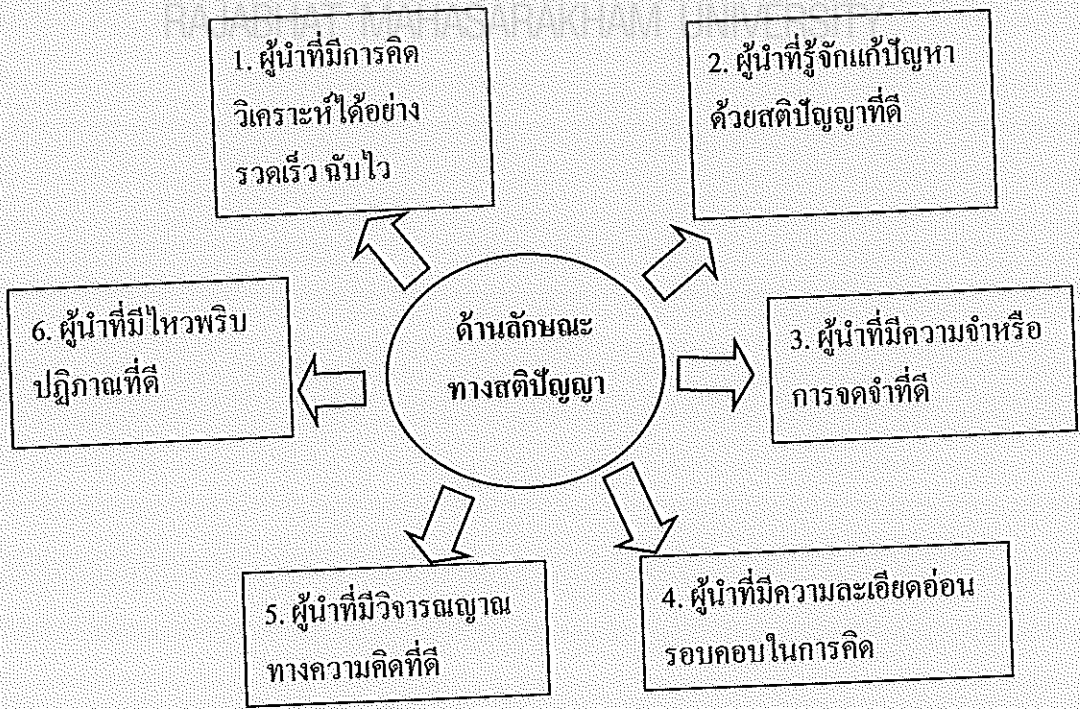 1. ผู้นำที่มีการคิด
วิเคราะห์ได้อย่าง
รวดเร็ว ฉับไว
2. ผู้นำที่รู้จักแก้ปัญหา
ด้วยสติปัญญาที่ดี
ด้านลักษณะ
ทางสติปัญญา
3. ผู้นำที่มีความจำหรือ
การจดจำที่ดี
4. ผู้นำที่มีความละเอียดอ่อน
รอบคอบในการคิด
5. ผู้นำที่มีวิจารณญาณ
ทางความคิดที่ดี
6. ผู้นำที่มีไหวพริบ
ปฏิภาณที่ดี